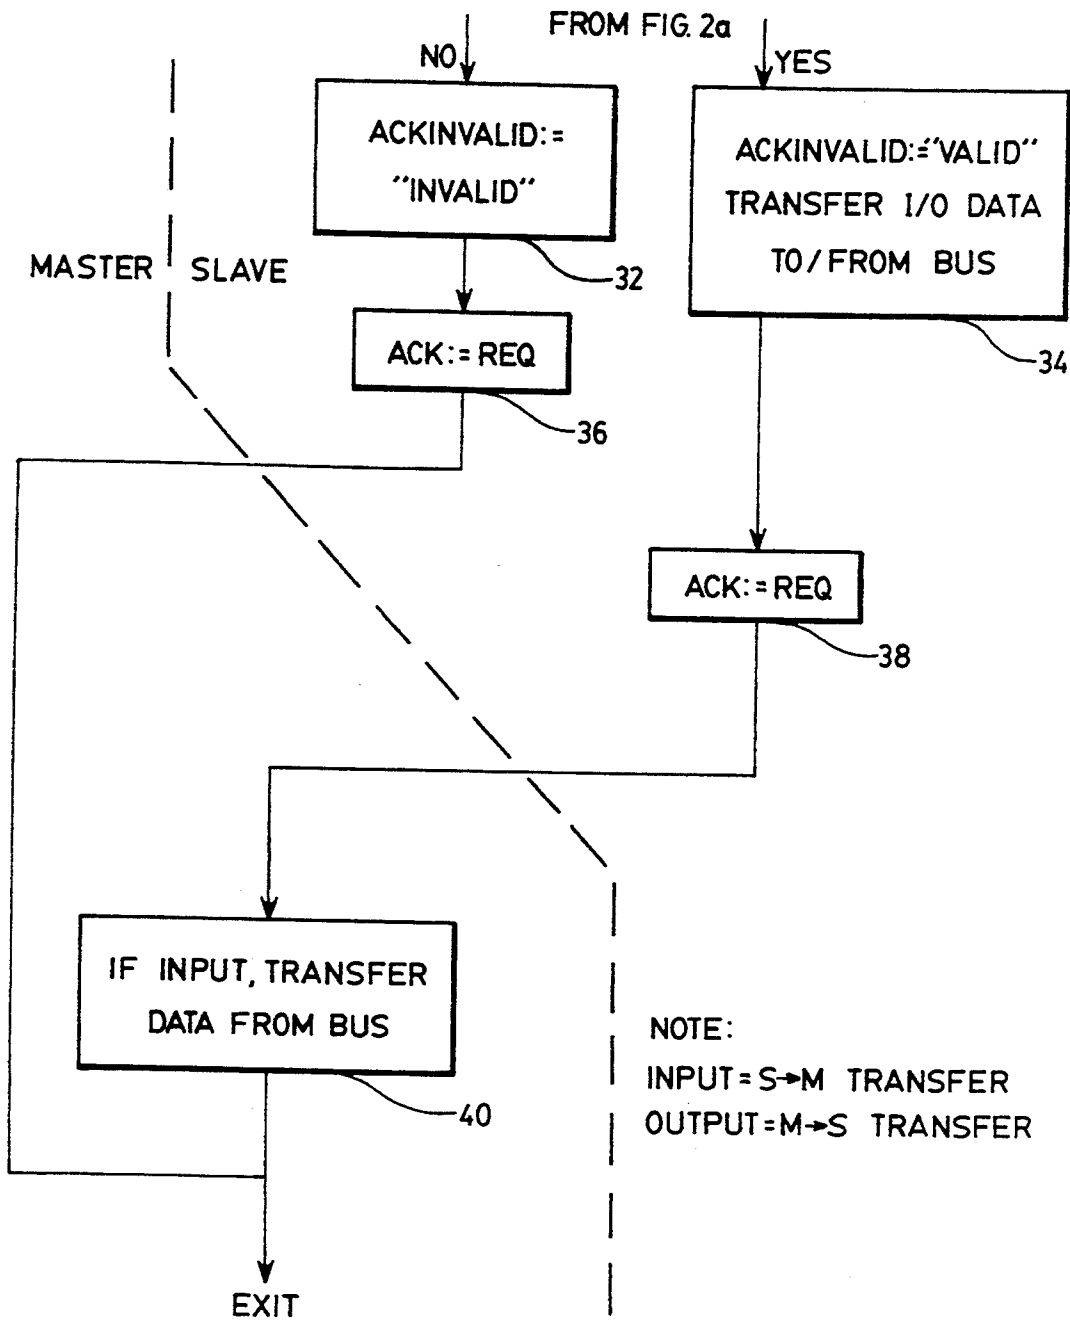 FROM FIG. 2a
NO
YES
ACKINVALID:=
"INVALID"
32
ACKINVALID:="VALID"
TRANSFER I/O DATA
TO/FROM BUS
34
MASTER
SLAVE
ACK:=REQ
36
ACK:=REQ
38
IF INPUT, TRANSFER
DATA FROM BUS
40
NOTE:
INPUT=S→M TRANSFER
OUTPUT=M→S TRANSFER
EXIT